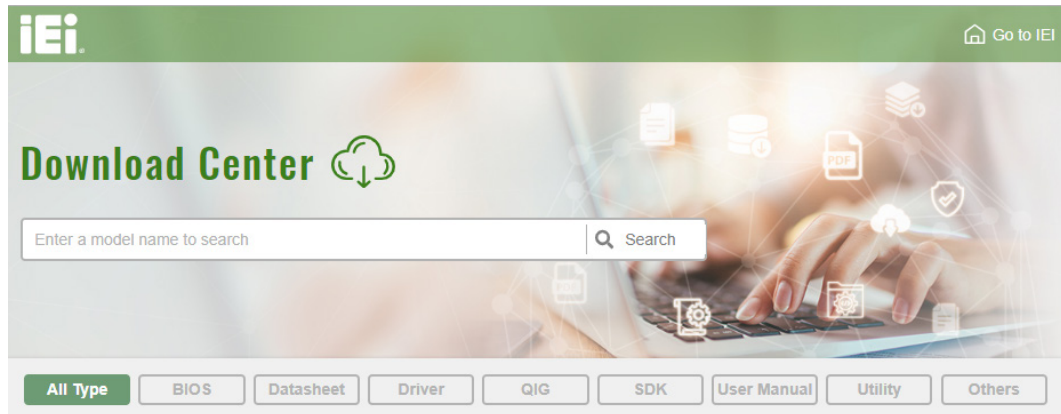 iEi
Go to IEI
Download Center
Enter a model name to search
Search
PDF
All Type
BIOS
Datasheet
Driver
QIG
SDK
User Manual
Utility
Others